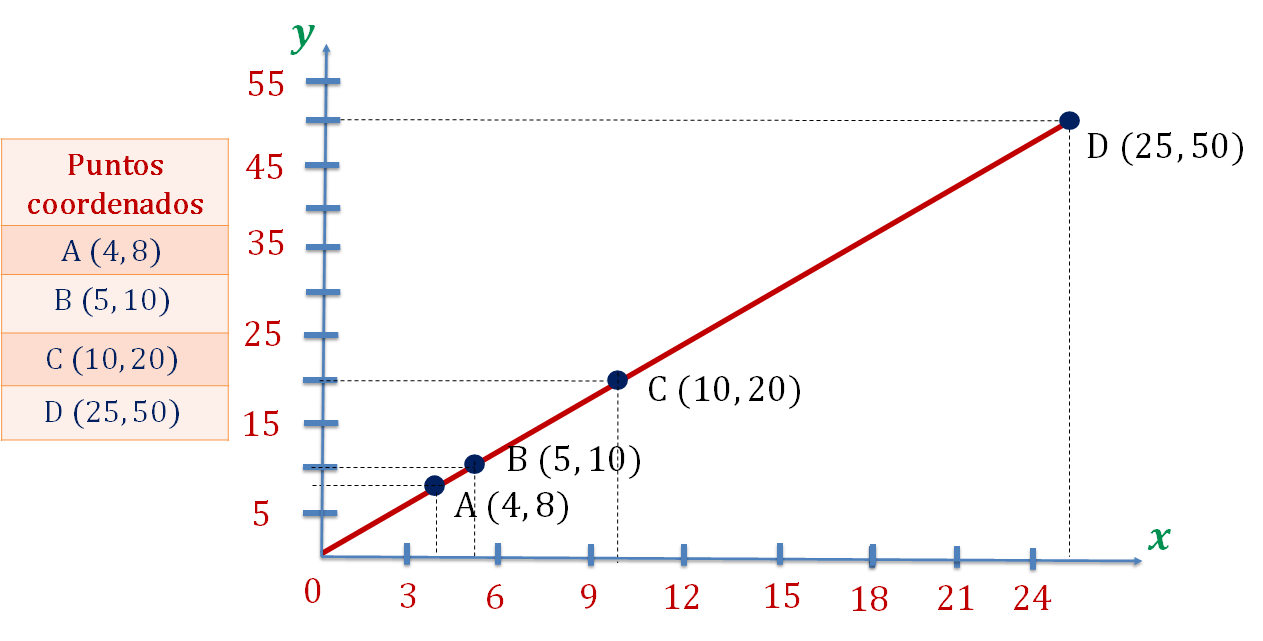 y
55
45
35
25
15
5
Puntos
coordenados
A (4, 8)
B (5, 10)
C (10, 20)
D (25, 50)
D (25, 50)
C (10, 20)
B (5, 10)
A (4, 8)
x
0 3 6 9 12 15 18 21 24